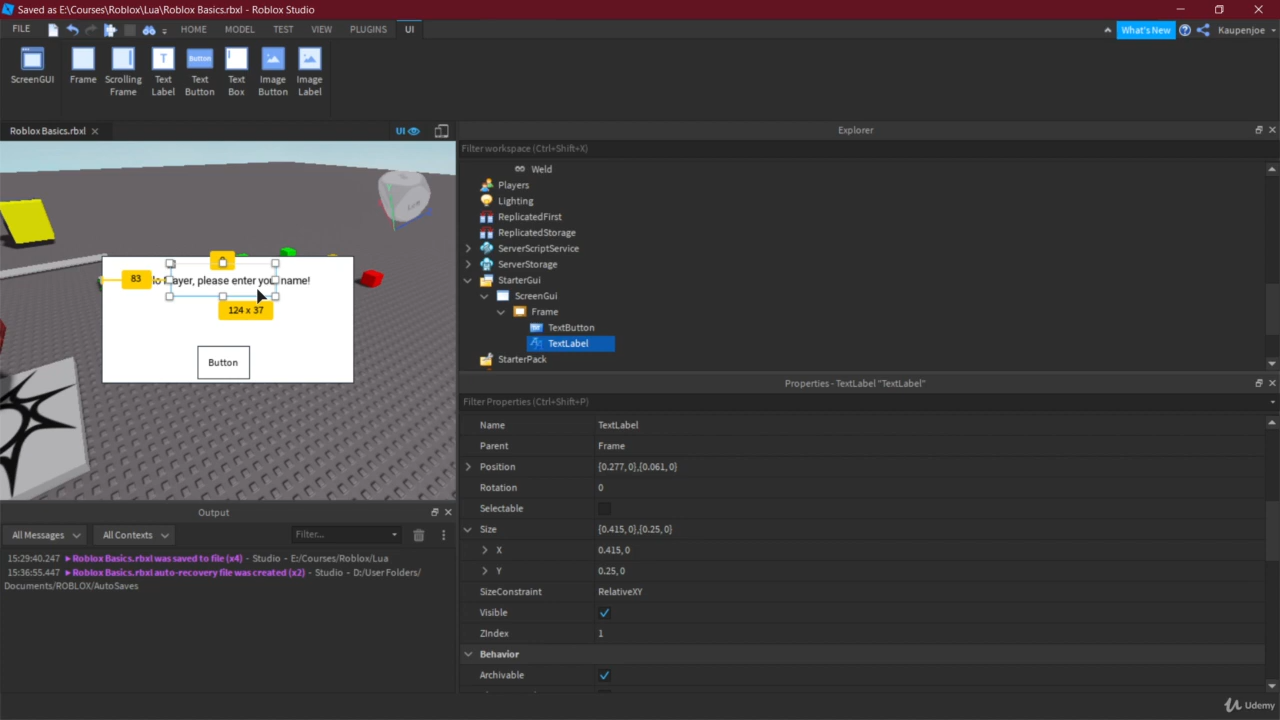 Saved as E:\Courses\Roblox\Lua\Roblox Basics.rbxl - Roblox Studio
FILE HOME MODEL TEST VIEW PLUGINS UI What's New Kaupenjoe
ScreenGUI Frame Scrolling Frame Text Label Text Button Text Box Image Button Image Label
T
Button
Roblox Basics.rbxl UI
Explorer
Filter workspace (Ctrl+Shift+X)
Weld
Players
Lighting
ReplicatedFirst
ReplicatedStorage
ServerScriptService
ServerStorage
StarterGui
ScreenGui
Frame
TextButton
TextLabel
StarterPack
83
layer, please enter you name!
124 x 37
Button
Properties - TextLabel "TextLabel"
Filter Properties (Ctrl+Shift+P)
Name TextLabel
Parent Frame
Position {0.277, 0},{0.061, 0}
Rotation 0
Selectable
Size {0.415, 0},{0.25, 0}
X 0.415, 0
Y 0.25, 0
SizeConstraint RelativeXY
Visible
ZIndex 1
Behavior
Archivable
Output
All Messages All Contexts Filter...
15:29:40.247 Roblox Basics.rbxl was saved to file (x4) - Studio - E:/Courses/Roblox/Lua
15:36:55.447 Roblox Basics.rbxl auto-recovery file was created (x2) - Studio - D:/User Folders/
Documents/ROBLOX/AutoSaves
Udemy